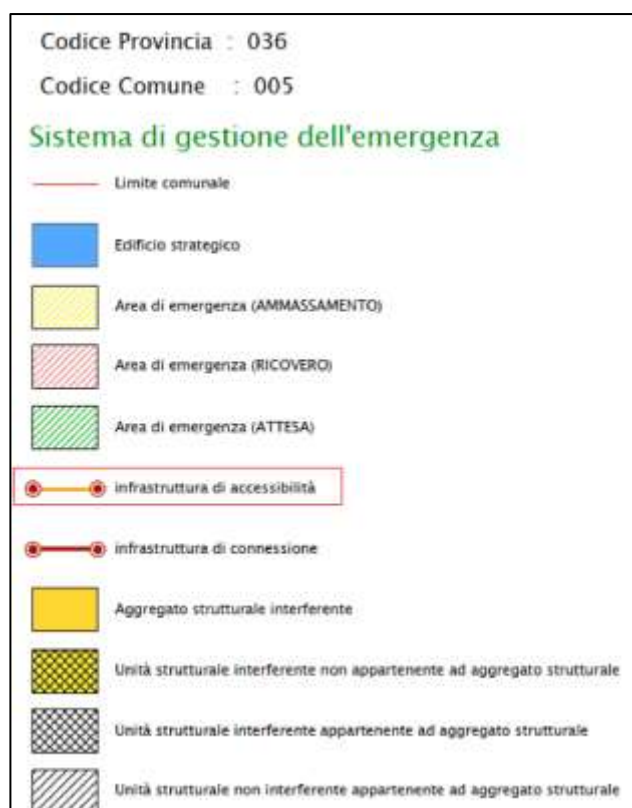 Codice Provincia : 036
Codice Comune : 005
Sistema di gestione dell'emergenza
Limite comunale
Edificio strategico
Area di emergenza (AMMASSAMENTO)
Area di emergenza (RICOVERO)
Area di emergenza (ATTESA)
infrastruttura di accessibilità
infrastruttura di connessione
Aggregato strutturale interferente
Unità strutturale interferente non appartenente ad aggregato strutturale
Unità strutturale interferente appartenente ad aggregato strutturale
Unità strutturale non interferente appartenente ad aggregato strutturale